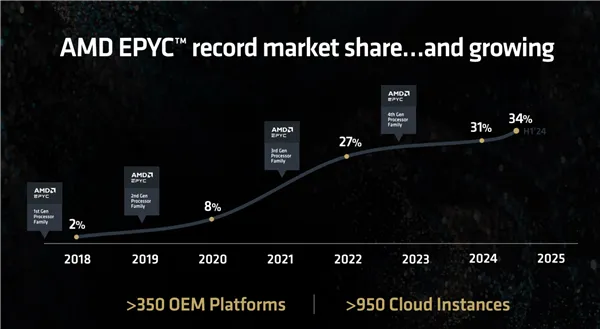 AMD EPYC™ record market share...and growing
AMD
EPYC
1st Gen
Processor
Family
2%
AMD
EPYC
2nd Gen
Processor
Family
8%
AMD
EPYC
3rd Gen
Processor
Family
27%
AMD
EPYC
4th Gen
Processor
Family
31%
34%
H1'24
2018
2019
2020
2021
2022
2023
2024
2025
>350 OEM Platforms
>950 Cloud Instances